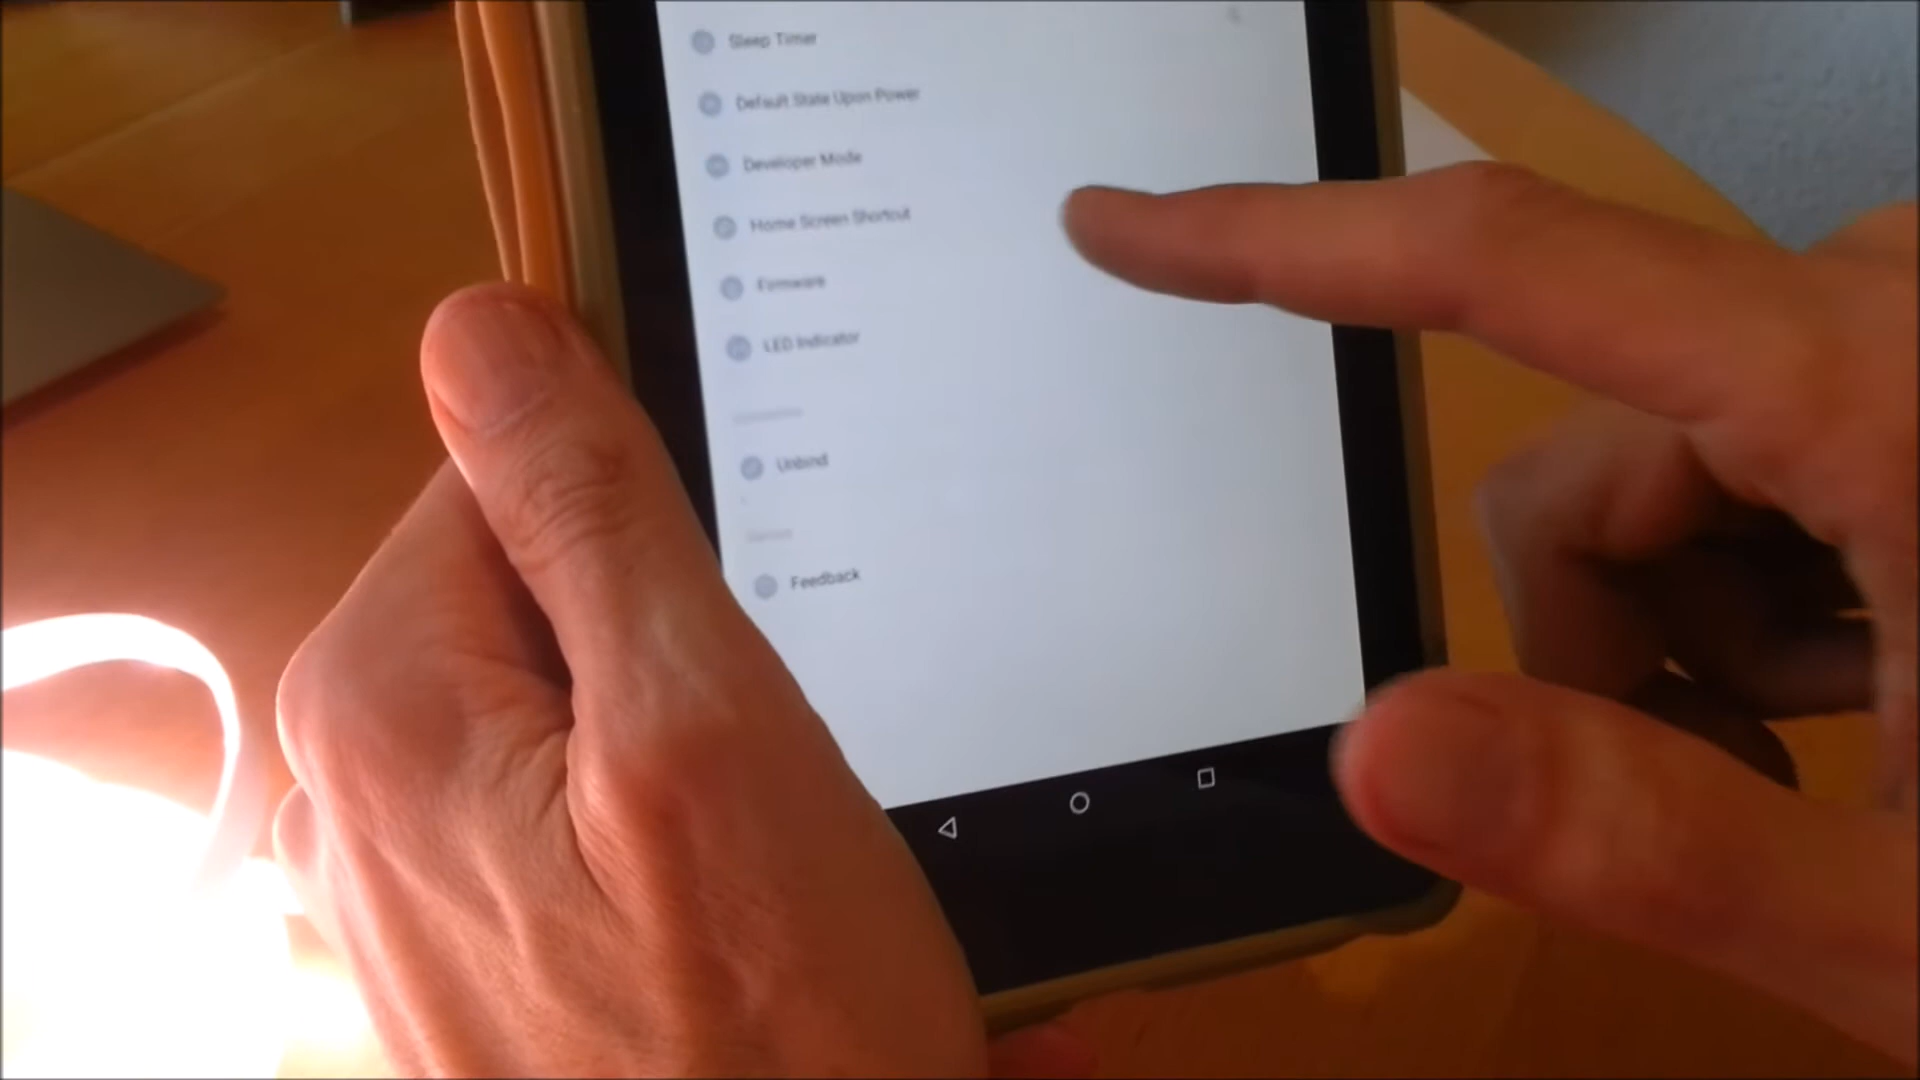 Sleep Timer
Default State Upon Power
Developer Mode
Home Screen Shortcut
Firmware
LED Indicator
Unbind
Feedback